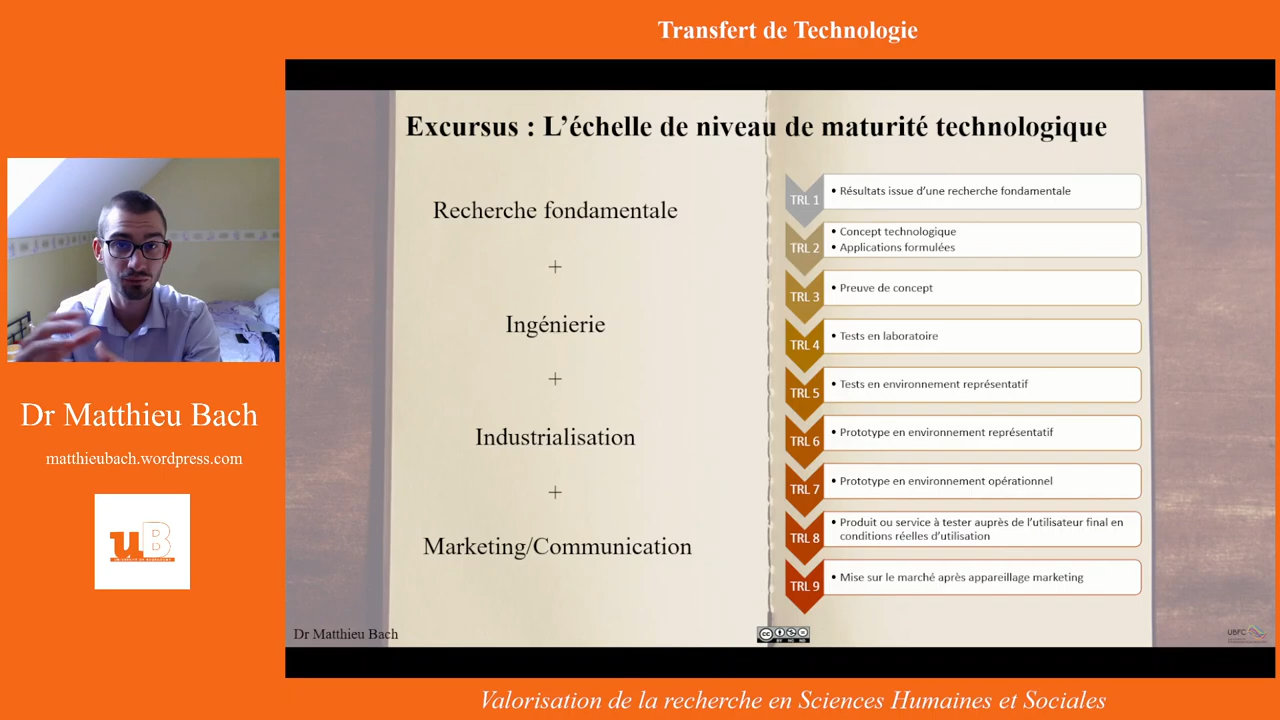 Transfert de Technologie
Excursus : L’échelle de niveau de maturité technologique
Recherche fondamentale
+
Ingénierie
+
Industrialisation
+
Marketing/Communication
TRL 1
• Résultats issue d’une recherche fondamentale
TRL 2
• Concept technologique
• Applications formulées
TRL 3
• Preuve de concept
TRL 4
• Tests en laboratoire
TRL 5
• Tests en environnement représentatif
TRL 6
• Prototype en environnement représentatif
TRL 7
• Prototype en environnement opérationnel
TRL 8
• Produit ou service à tester auprès de l’utilisateur final en
conditions réelles d’utilisation
TRL 9
• Mise sur le marché après appareillage marketing
Dr Matthieu Bach
cc
BY NC ND
UBFC
Dr Matthieu Bach
matthieubach.wordpress.com
uB
Valorisation de la recherche en Sciences Humaines et Sociales